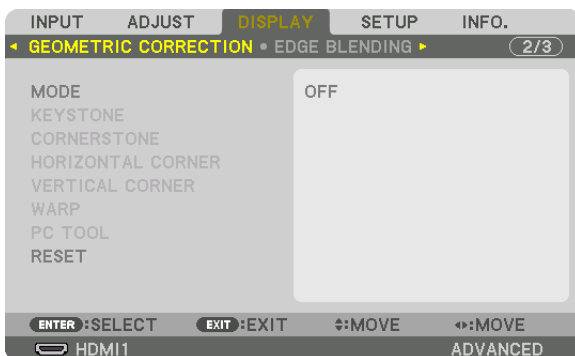 INPUT ADJUST DISPLAY SETUP INFO.
◂ GEOMETRIC CORRECTION • EDGE BLENDING ▸ 2/3
MODE OFF
KEYSTONE
CORNERSTONE
HORIZONTAL CORNER
VERTICAL CORNER
WARP
PC TOOL
RESET
ENTER :SELECT EXIT :EXIT ♦:MOVE ◂▸:MOVE
HDMI1 ADVANCED